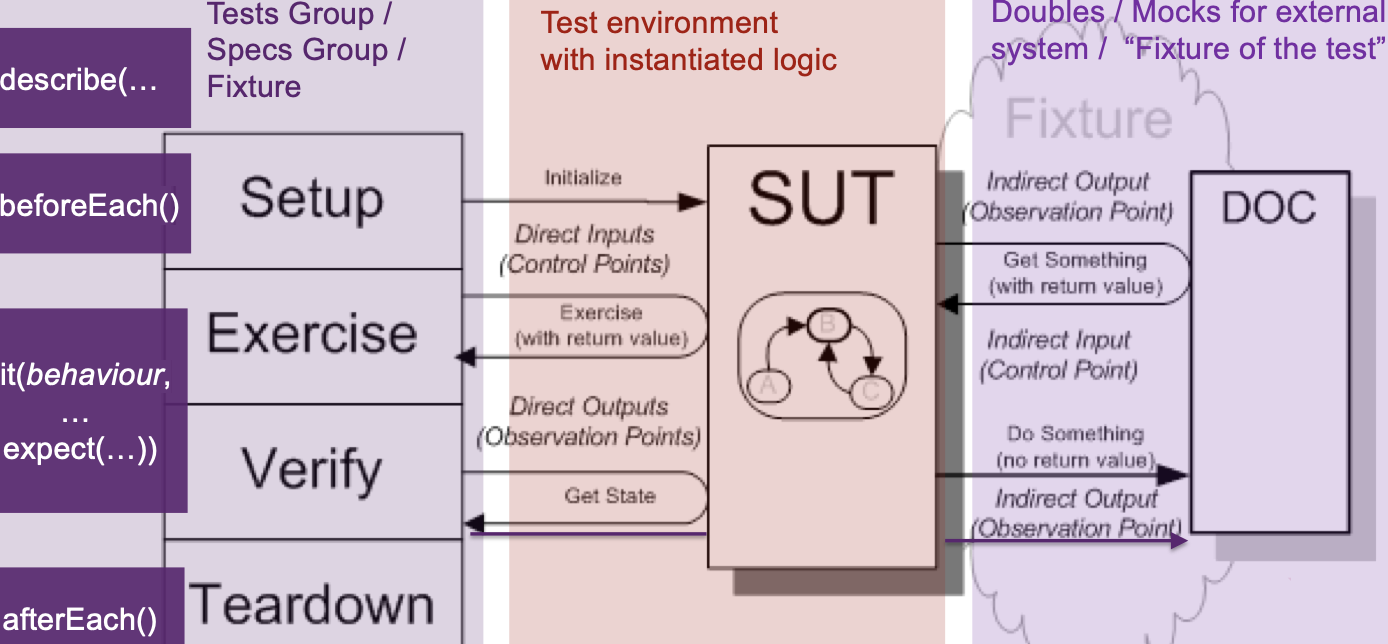 Tests Group /
Specs Group /
Fixture
Test environment
with instantiated logic
Doubles / Mocks for external
system / “Fixture of the test”
describe(…
beforeEach()
it(behaviour,
…
expect(…))
afterEach()
Setup
Exercise
Verify
Teardown
Initialize
Direct Inputs
(Control Points)
Exercise
(with return value)
Direct Outputs
(Observation Points)
Get State
SUT
B
A
C
Fixture
Indirect Output
(Observation Point)
Get Something
(with return value)
Indirect Input
(Control Point)
Do Something
(no return value)
Indirect Output
(Observation Point)
DOC